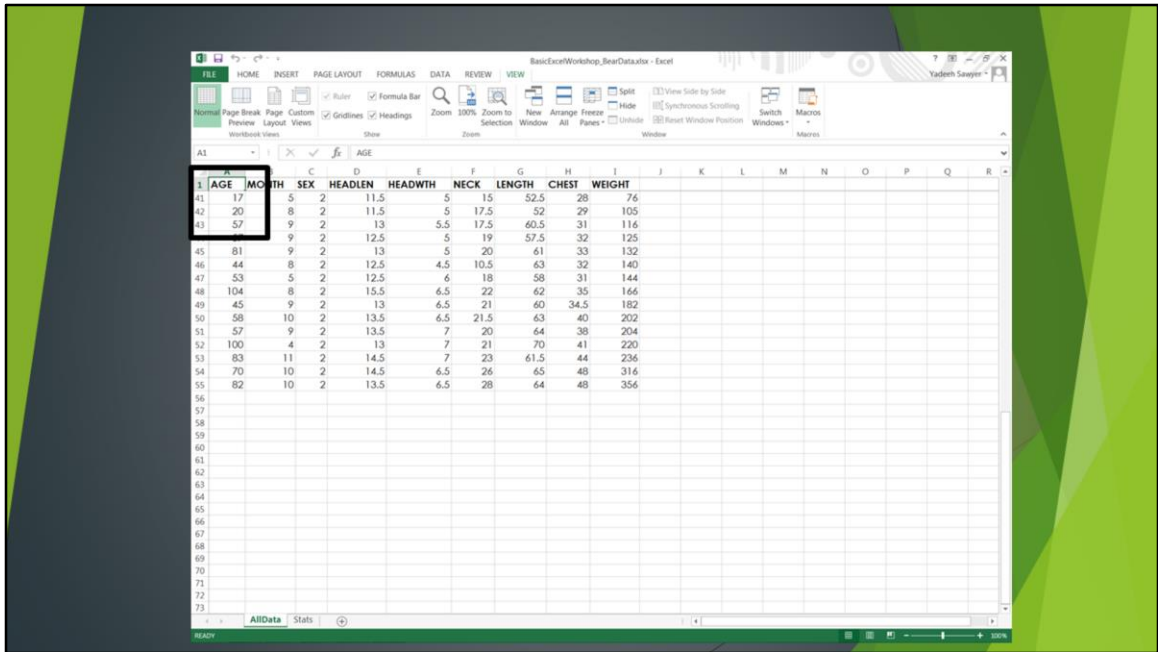 BasicExcelWorkshop_BearData.xlsx - Excel
FILE HOME INSERT PAGE LAYOUT FORMULAS DATA REVIEW VIEW Yadeeh Sawyer
Normal Page Break Preview Page Layout Custom Views
Workbook Views
Ruler Formula Bar
Gridlines Headings
Show
Zoom 100% Zoom to Selection
Zoom
New Window Arrange All Freeze Panes
Split
Hide
Unhide
View Side by Side
Synchronous Scrolling
Reset Window Position
Switch Windows
Window
Macros
Macros
A1 fx AGE
A C D E F G H I J K L M N O P Q R
1 AGE MO TH SEX HEADLEN HEADWTH NECK LENGTH CHEST WEIGHT
41 17 5 2 11.5 5 15 52.5 28 76
42 20 8 2 11.5 5 17.5 52 29 105
43 57 9 2 13 5.5 17.5 60.5 31 116
9 2 12.5 5 19 57.5 32 125
45 81 9 2 13 5 20 61 33 132
46 44 8 2 12.5 4.5 10.5 63 32 140
47 53 5 2 12.5 6 18 58 31 144
48 104 8 2 15.5 6.5 22 62 35 166
49 45 9 2 13 6.5 21 60 34.5 182
50 58 10 2 13.5 6.5 21.5 63 40 202
51 57 9 2 13.5 7 20 64 38 204
52 100 4 2 13 7 21 70 41 220
53 83 11 2 14.5 7 23 61.5 44 236
54 70 10 2 14.5 6.5 26 65 48 316
55 82 10 2 13.5 6.5 28 64 48 356
56
57
58
59
60
61
62
63
64
65
66
67
68
69
70
71
72
73
AllData Stats
READY 100%